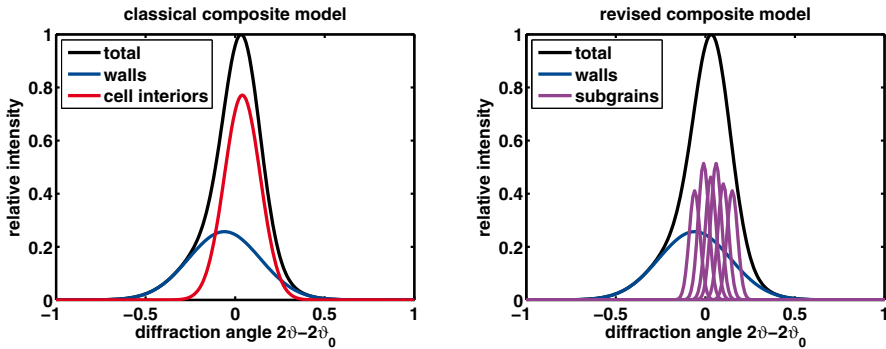 classical composite model
total
walls
cell interiors
relative intensity
0
0.2
0.4
0.6
0.8
1
−1
−0.5
0
0.5
1
diffraction angle 2ϑ−2ϑ0
revised composite model
total
walls
subgrains
relative intensity
0
0.2
0.4
0.6
0.8
1
−1
−0.5
0
0.5
1
diffraction angle 2ϑ−2ϑ0